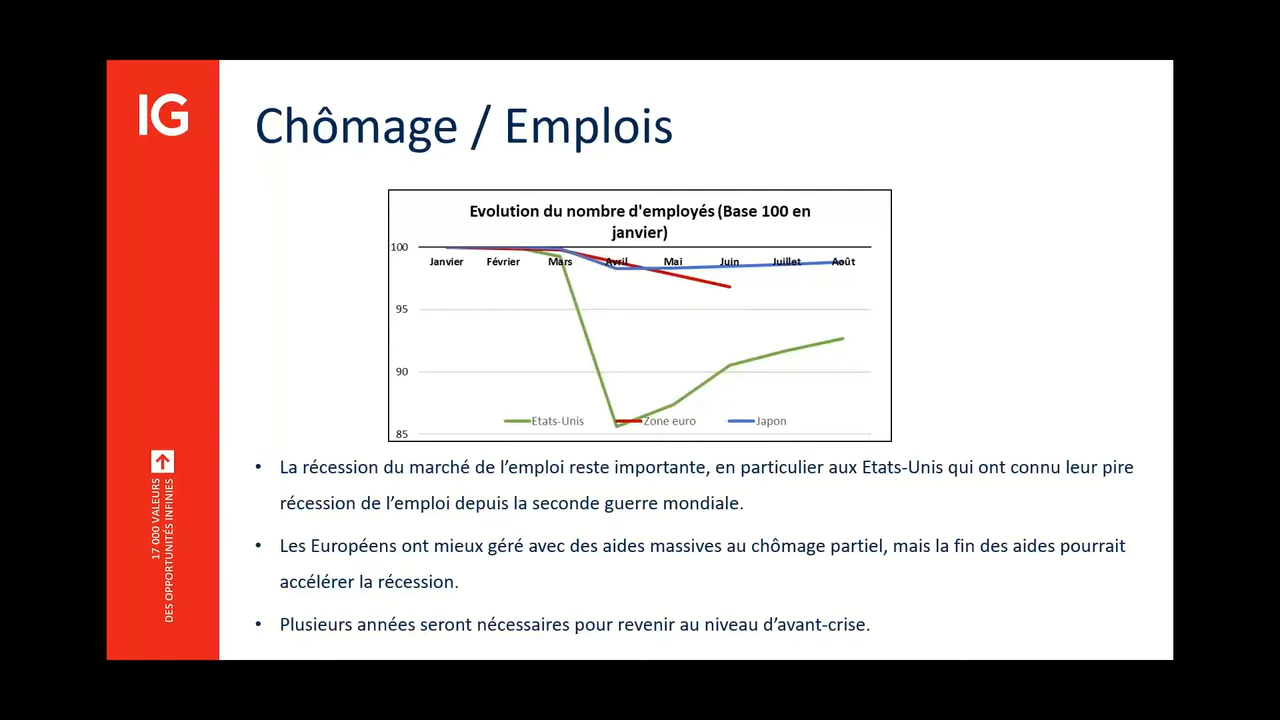 IG
Chômage / Emplois
Evolution du nombre d'employés (Base 100 en
janvier)
100
Janvier Février Mars Avril Mai Juin Juillet Août
95
90
Etats-Unis Zone euro Japon
85
La récession du marché de l’emploi reste importante, en particulier aux Etats-Unis qui ont connu leur pire
récession de l’emploi depuis la seconde guerre mondiale.
Les Européens ont mieux géré avec des aides massives au chômage partiel, mais la fin des aides pourrait
accélérer la récession.
Plusieurs années seront nécessaires pour revenir au niveau d’avant-crise.
17 000 VALEURS
DES OPPORTUNITÉS INFINIES